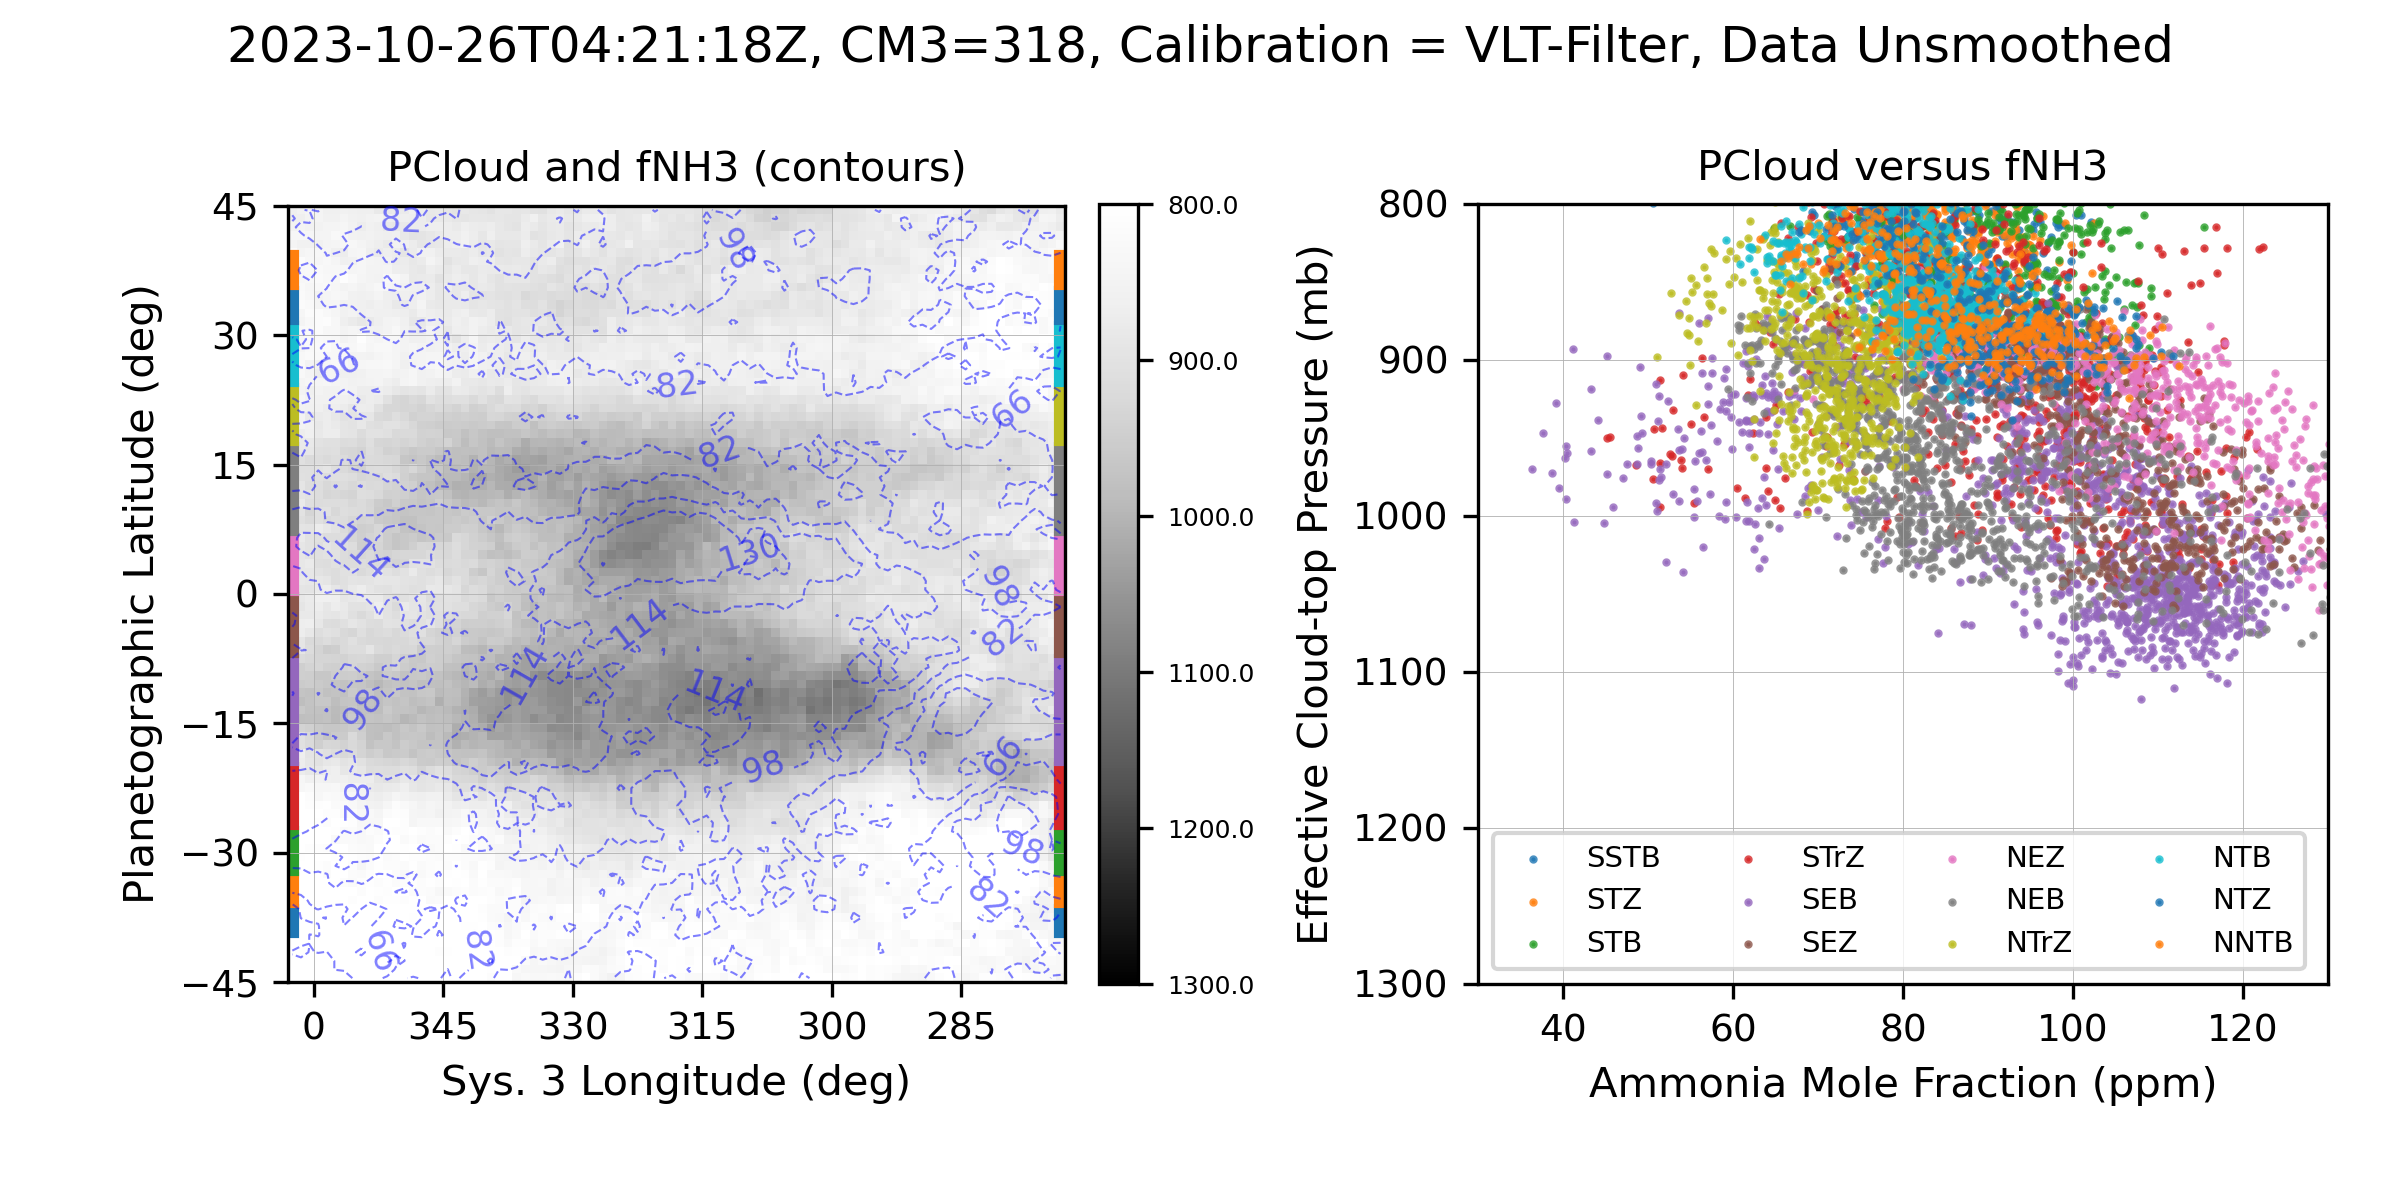 2023-10-26T04:21:18Z, CM3=318, Calibration = VLT-Filter, Data Unsmoothed
PCloud and fNH3 (contours)
Planetographic Latitude (deg)
45
30
15
0
−15
−30
−45
82
98
66
82
66
82
114
130
98
114
82
114
114
98
98
66
82
98
82
66
82
0
345
330
315
300
285
Sys. 3 Longitude (deg)
800.0
900.0
1000.0
1100.0
1200.0
1300.0
PCloud versus fNH3
Effective Cloud-top Pressure (mb)
800
900
1000
1100
1200
1300
SSTB
STZ
STB
STrZ
SEB
SEZ
NEZ
NEB
NTrZ
NTB
NTZ
NNTB
40
60
80
100
120
Ammonia Mole Fraction (ppm)